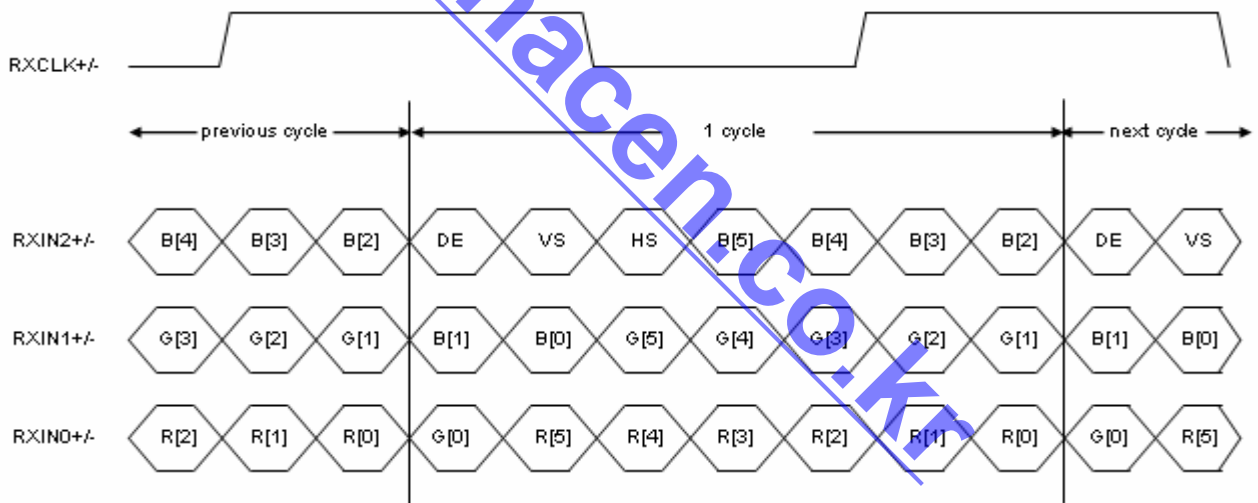 RXCLK+/-
previous cycle 1 cycle next cycle
RXIN2+/- B[4] B[3] B[2] DE VS HS B[5] B[4] B[3] B[2] DE VS
RXIN1+/- G[3] G[2] G[1] B[1] B[0] G[5] G[4] G[3] G[2] G[1] B[1] B[0]
RXIN0+/- R[2] R[1] R[0] G[0] R[5] R[4] R[3] R[2] R[1] R[0] G[0] R[5]
macen.co.kr